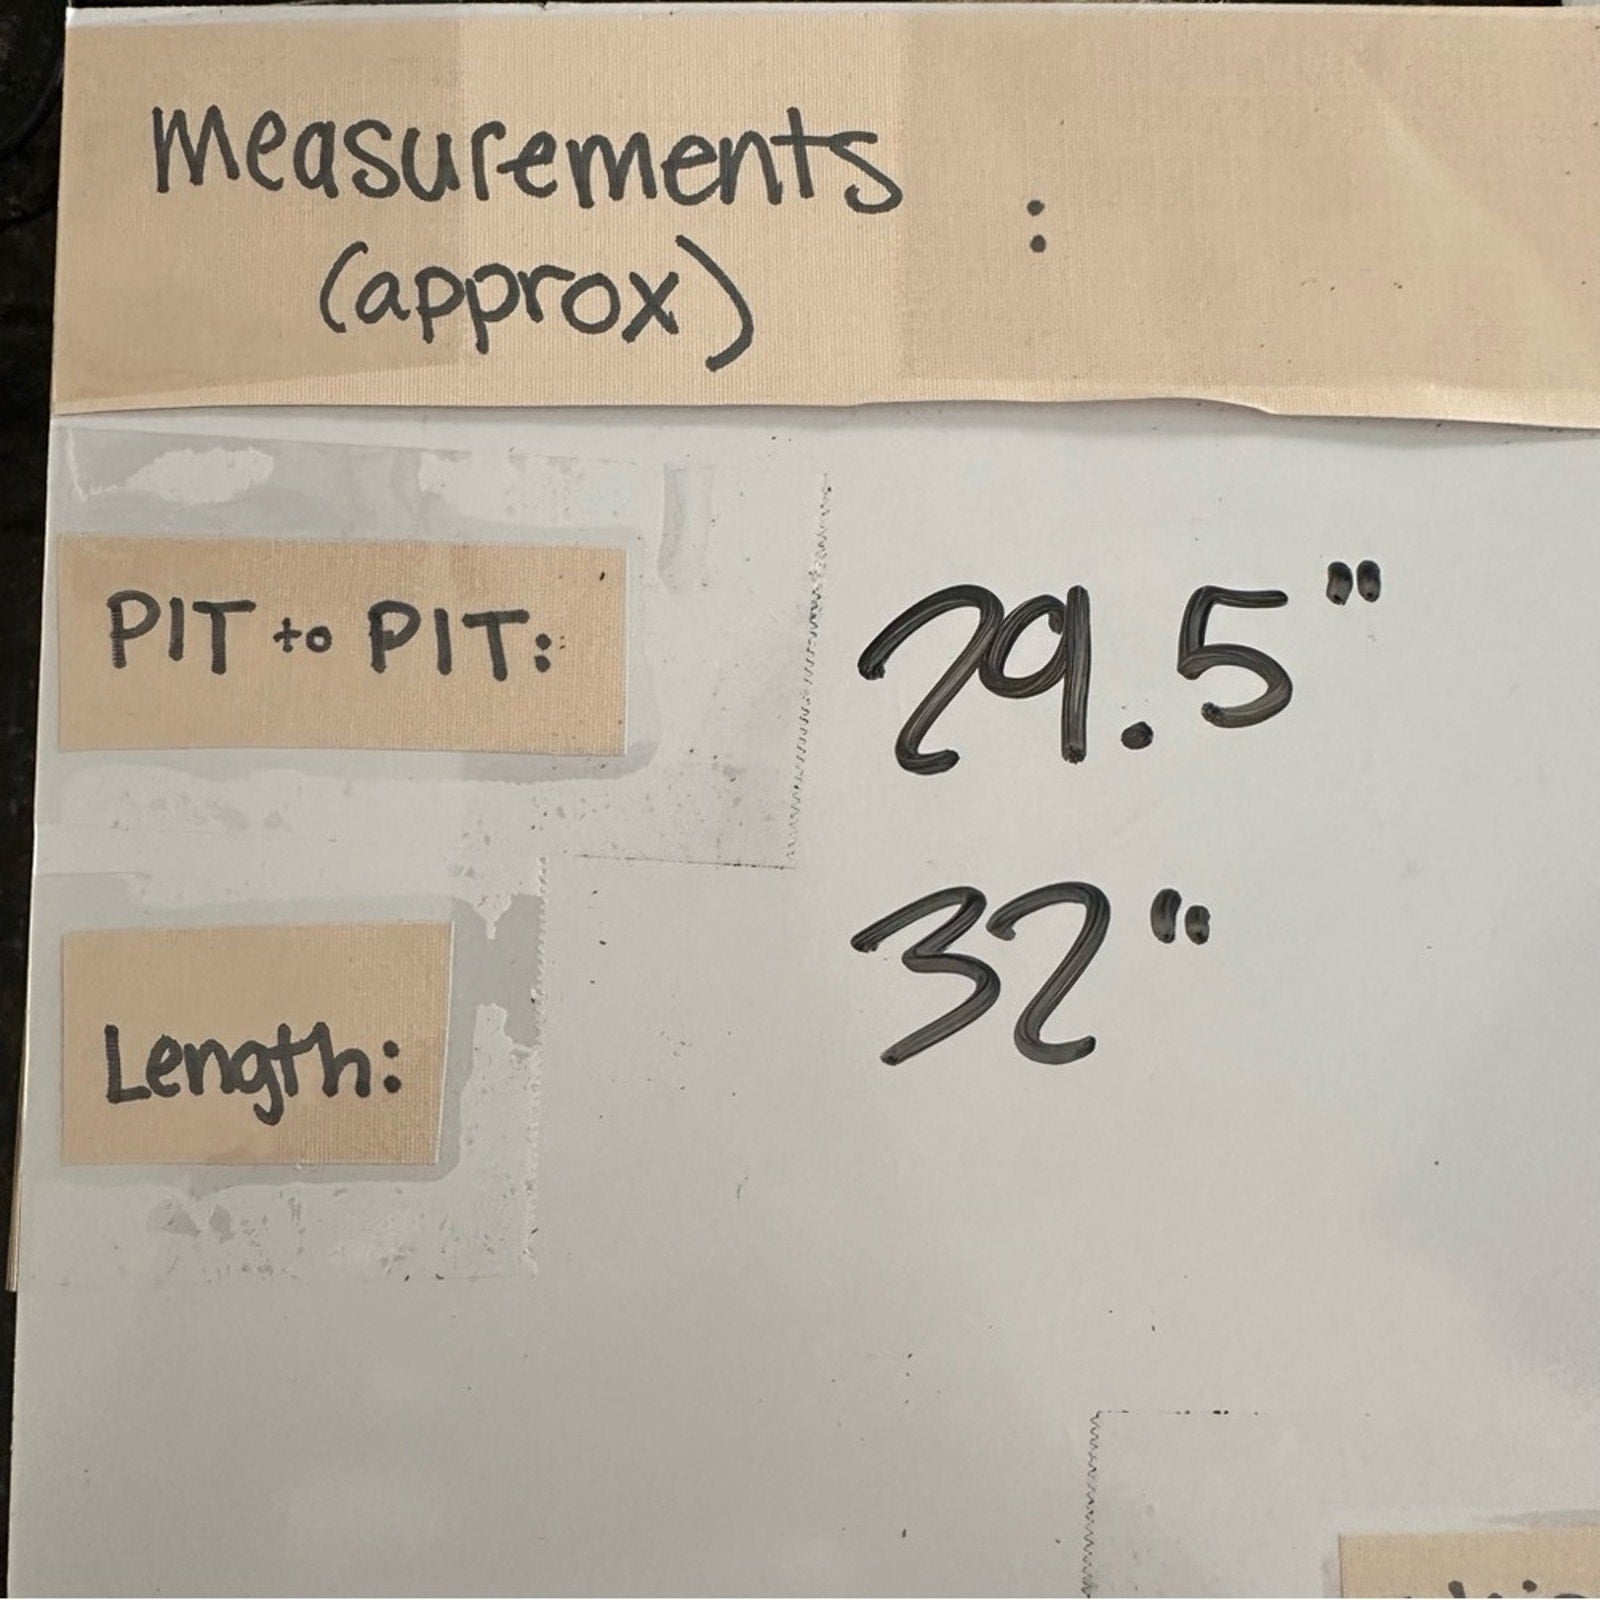 Measurements :
(approx)
PIT to PIT: 29.5"
32"
Length: